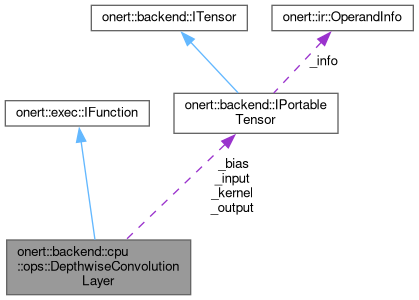 onert::backend::ITensor
onert::ir::OperandInfo
_info
onert::exec::IFunction
onert::backend::IPortable
Tensor
_bias
_input
_kernel
_output
onert::backend::cpu
::ops::DepthwiseConvolution
Layer